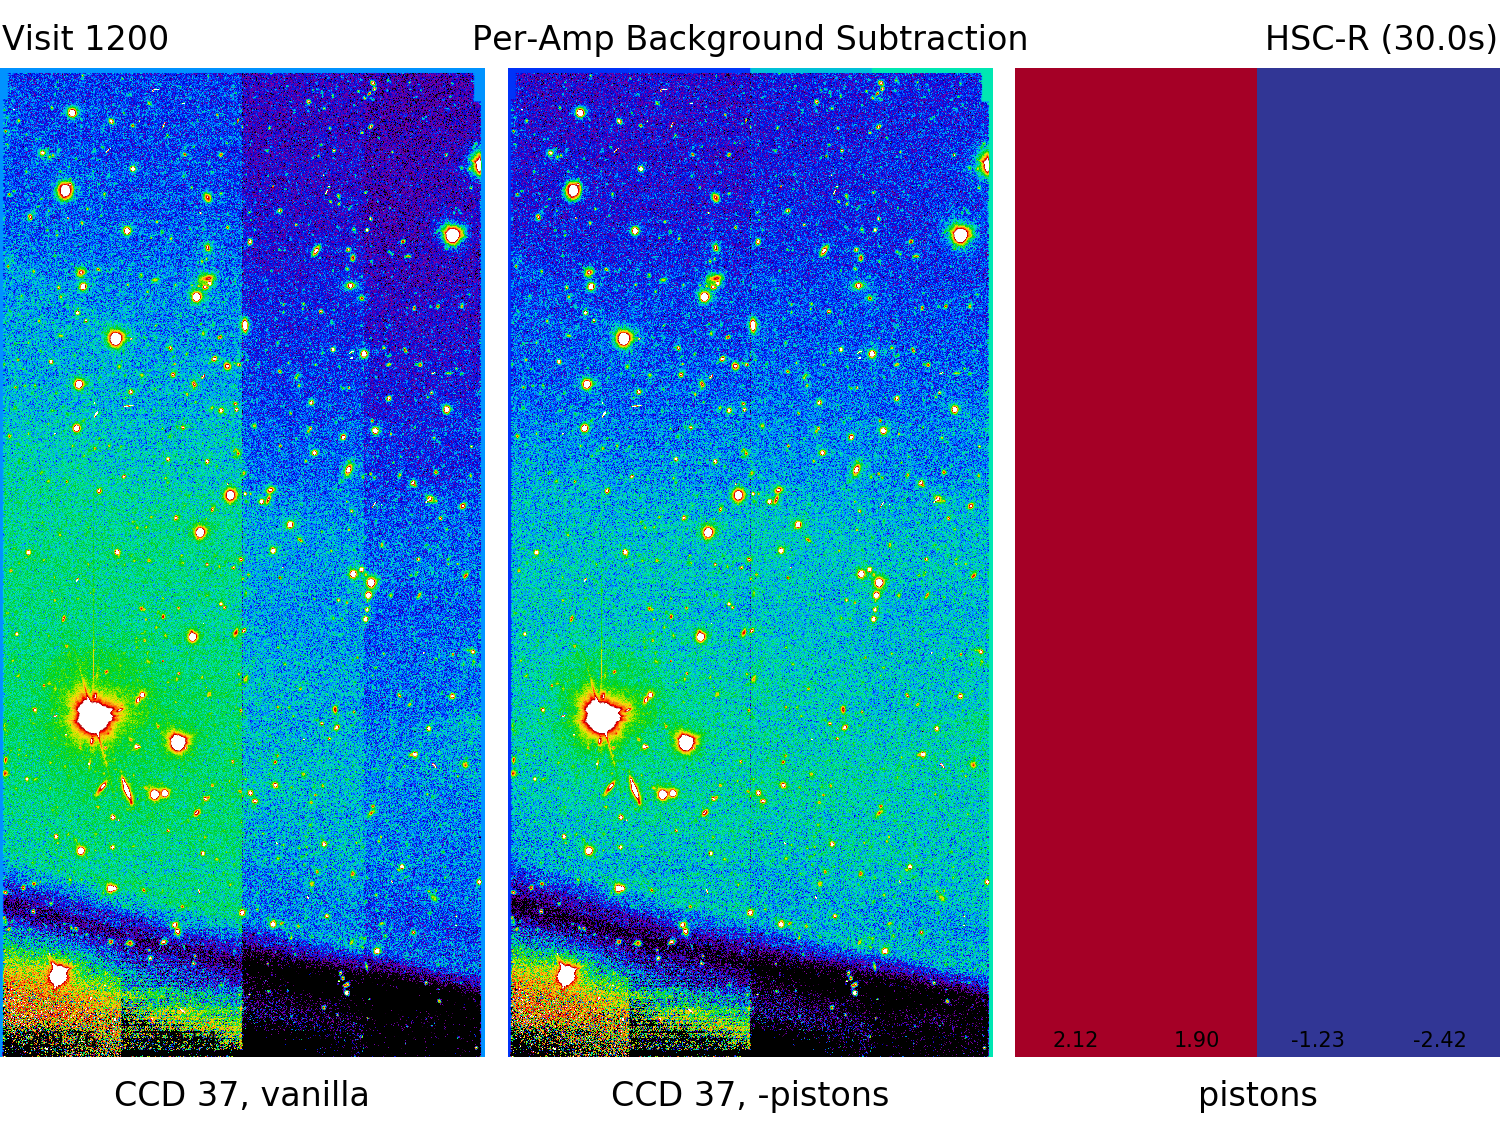 Visit 1200
Per-Amp Background Subtraction
HSC-R (30.0s)
2.12
1.90
-1.23
-2.42
CCD 37, vanilla
CCD 37, -pistons
pistons